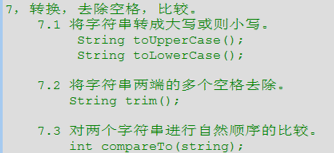 7，转换，去除空格，比较。
7.1 将字符串转成大写或则小写。
String toUpperCase();
String toLowerCase();
7.2 将字符串两端的多个空格去除。
String trim();
7.3 对两个字符串进行自然顺序的比较。
int compareTo(string);